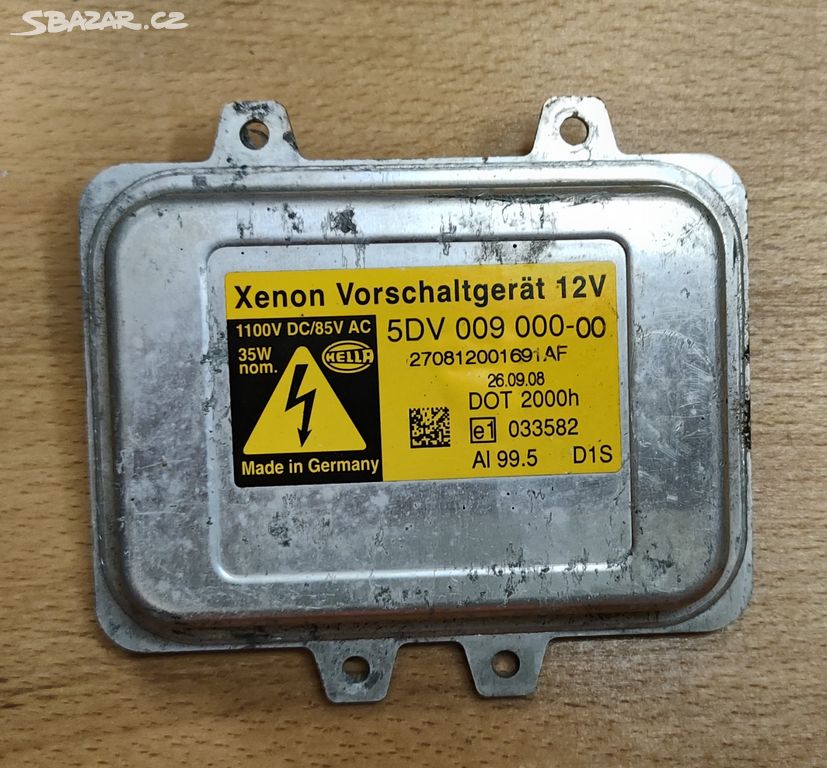 SBAZAR.CZ
Xenon Vorschaltgerät 12V
1100V DC/85V AC
35W
nom.
HELLA
Made in Germany
5DV 009 000-00
270812001691AF
26.09.08
DOT 2000h
e1 033582
Al 99.5 D1S